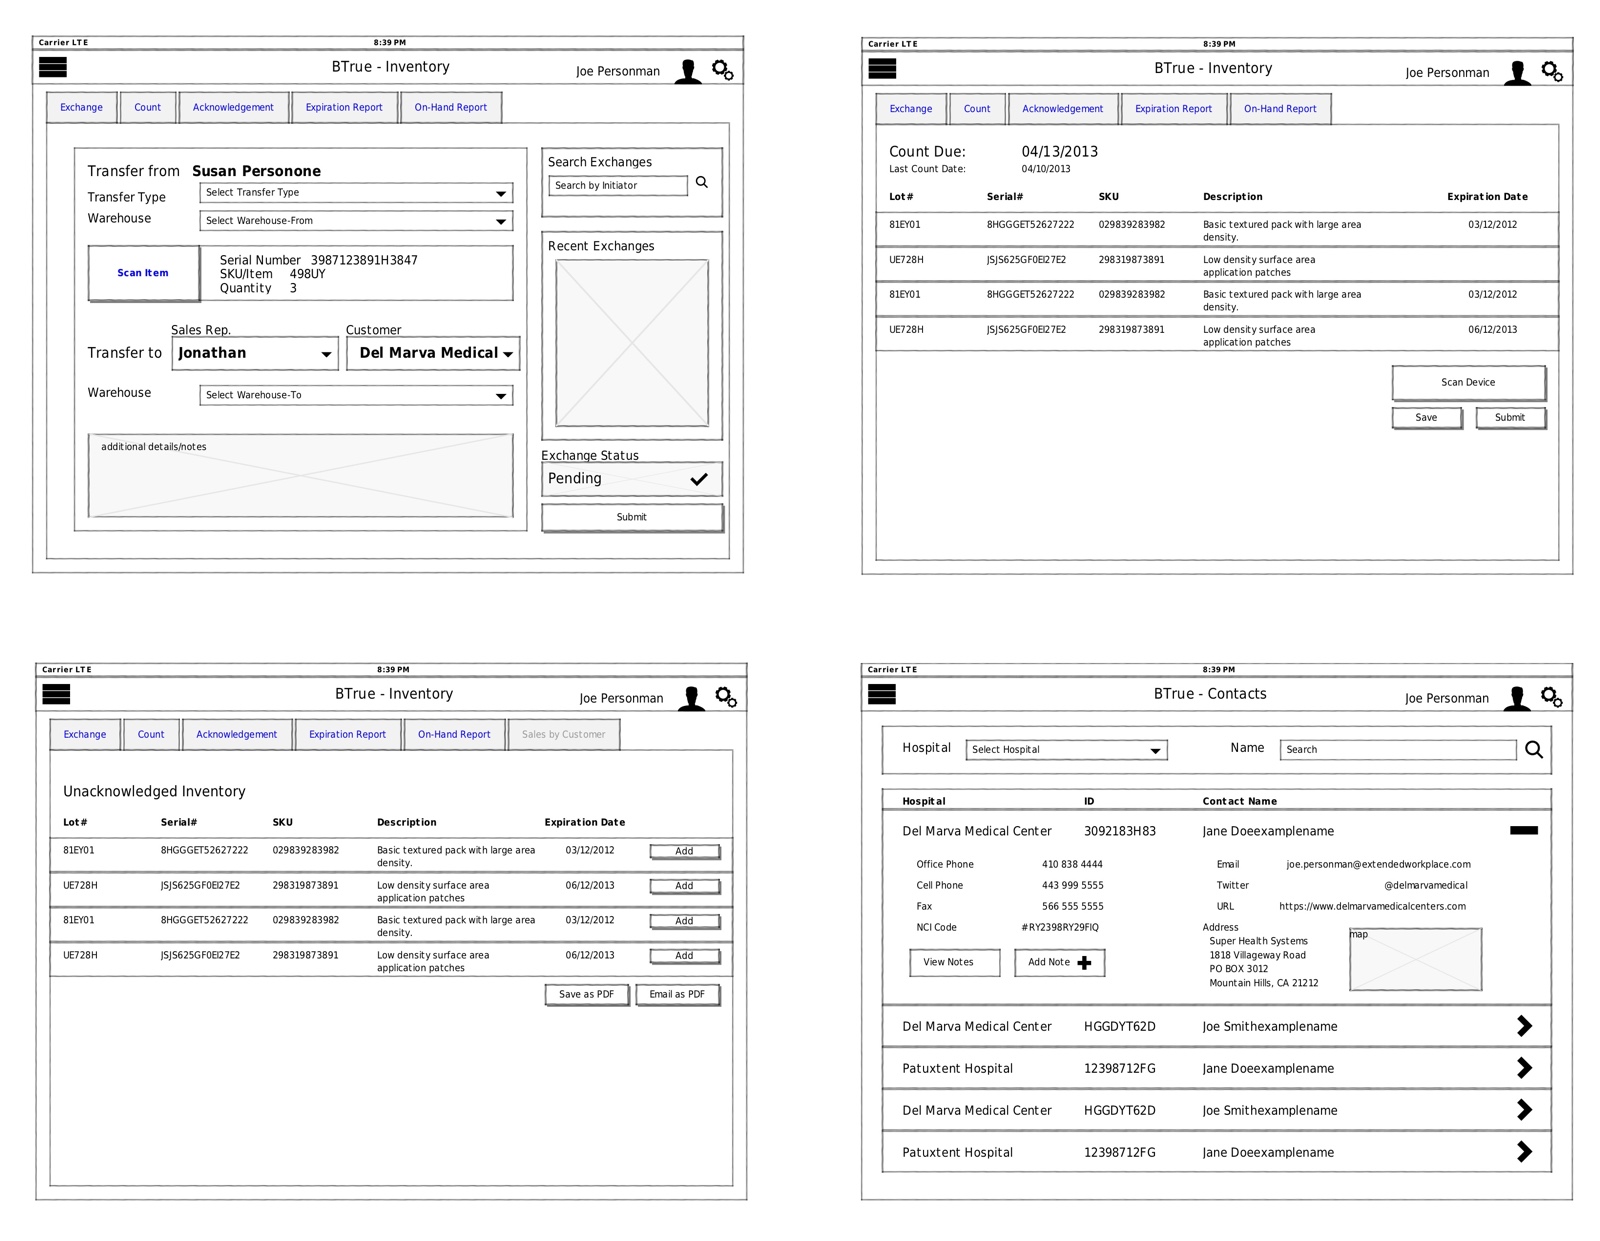 Carrier LTE 8:39 PM
BTrue - Inventory Joe Personman
Exchange Count Acknowledgement Expiration Report On-Hand Report
Transfer from Susan Personone
Transfer Type Select Transfer Type
Warehouse Select Warehouse-From
Scan Item
Serial Number 3987123891H3847
SKU/Item 498UY
Quantity 3
Sales Rep. Customer
Transfer to Jonathan Del Marva Medical
Warehouse Select Warehouse-To
additional details/notes
Search Exchanges
Search by Initiator
Recent Exchanges
Exchange Status
Pending
Submit
Carrier LTE 8:39 PM
BTrue - Inventory Joe Personman
Exchange Count Acknowledgement Expiration Report On-Hand Report
Count Due: 04/13/2013
Last Count Date: 04/10/2013
Lot# Serial# SKU Description Expiration Date
81EY01 8HGGGET52627222 029839283982 Basic textured pack with large area 03/12/2012
density.
UE728H JSJS625GF0EI27E2 298319873891 Low density surface area
application patches
81EY01 8HGGGET52627222 029839283982 Basic textured pack with large area 03/12/2012
density.
UE728H JSJS625GF0EI27E2 298319873891 Low density surface area 06/12/2013
application patches
Scan Device
Save Submit
Carrier LTE 8:39 PM
BTrue - Inventory Joe Personman
Exchange Count Acknowledgement Expiration Report On-Hand Report Sales by Customer
Unacknowledged Inventory
Lot# Serial# SKU Description Expiration Date
81EY01 8HGGGET52627222 029839283982 Basic textured pack with large area 03/12/2012 Add
density.
UE728H JSJS625GF0EI27E2 298319873891 Low density surface area 06/12/2013 Add
application patches
81EY01 8HGGGET52627222 029839283982 Basic textured pack with large area 03/12/2012 Add
density.
UE728H JSJS625GF0EI27E2 298319873891 Low density surface area 06/12/2013 Add
application patches
Save as PDF Email as PDF
Carrier LTE 8:39 PM
BTrue - Contacts Joe Personman
Hospital Select Hospital Name Search
Hospital ID Contact Name
Del Marva Medical Center 3092183H83 Jane Doeexamplename
Office Phone 410 838 4444 Email joe.personman@extendedworkplace.com
Cell Phone 443 999 5555 Twitter @delmarvamedical
Fax 566 555 5555 URL https://www.delmarvamedicalcenters.com
NCI Code #RY2398RY29FIQ Address
map
Super Health Systems
1818 Villageway Road
PO BOX 3012
Mountain Hills, CA 21212
View Notes Add Note
Del Marva Medical Center HGGDYT62D Joe Smithexamplename
Patuxtent Hospital 12398712FG Jane Doeexamplename
Del Marva Medical Center HGGDYT62D Joe Smithexamplename
Patuxtent Hospital 12398712FG Jane Doeexamplename